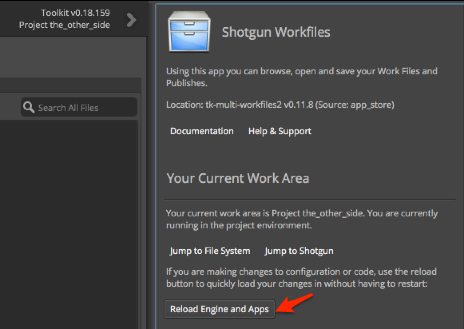 Toolkit v0.18.159
Project the_other_side
Search All Files
Shotgun Workfiles
Using this app you can browse, open and save your Work Files and
Publishes.
Location: tk-multi-workfiles2 v0.11.8 (Source: app_store)
Documentation Help & Support
Your Current Work Area
Your current work area is Project the_other_side. You are currently
running in the project environment.
Jump to File System Jump to Shotgun
If you are making changes to configuration or code, use the reload
button to quickly load your changes in without having to restart:
Reload Engine and Apps